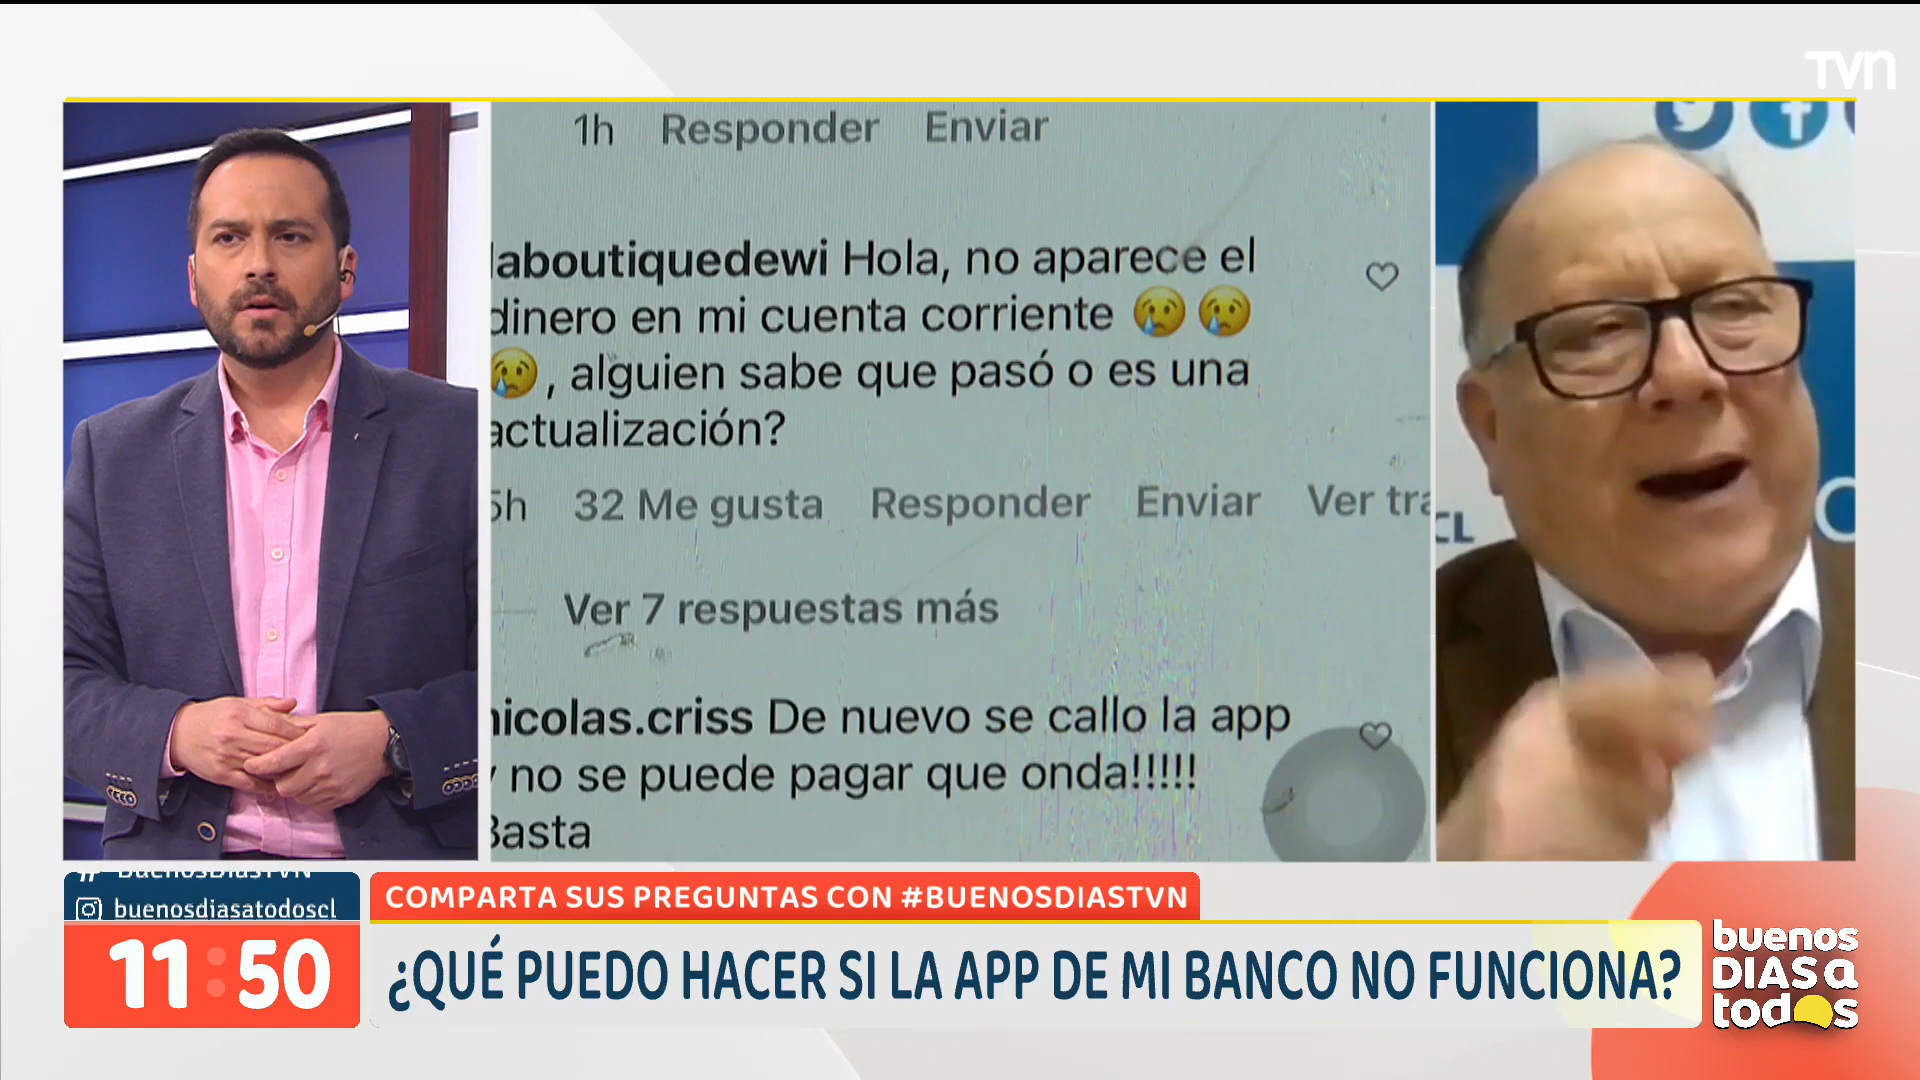 TVN
1h Responder Enviar
laboutiquedewi Hola, no aparece el
dinero en mi cuenta corriente 😢😢
😢, alguien sabe que pasó o es una
actualización?
5h 32 Me gusta Responder Enviar Ver tra
Ver 7 respuestas más
nicolas.criss De nuevo se callo la app
y no se puede pagar que onda!!!!!
Basta
CL
# BuenosDiasTVN
buenosdiasatodoscl
COMPARTA SUS PREGUNTAS CON #BUENOSDIASTVN
11:50
¿QUÉ PUEDO HACER SI LA APP DE MI BANCO NO FUNCIONA?
buenos
DIAS a
todos